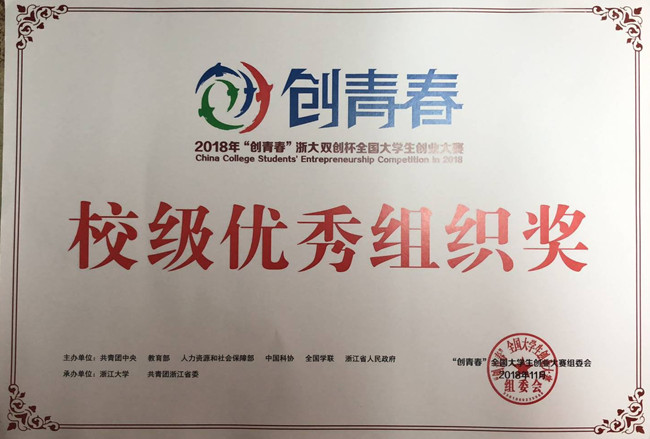 创青春
2018年“创青春”浙大双创杯全国大学生创业大赛
China College Students' Entrepreneurship Competition in 2018
校级优秀组织奖
主办单位：共青团中央 教育部 人力资源和社会保障部 中国科协 全国学联 浙江省人民政府
承办单位：浙江大学 共青团浙江省委
“创青春”全国大学生创业大赛组委会
2018年11月
组委会